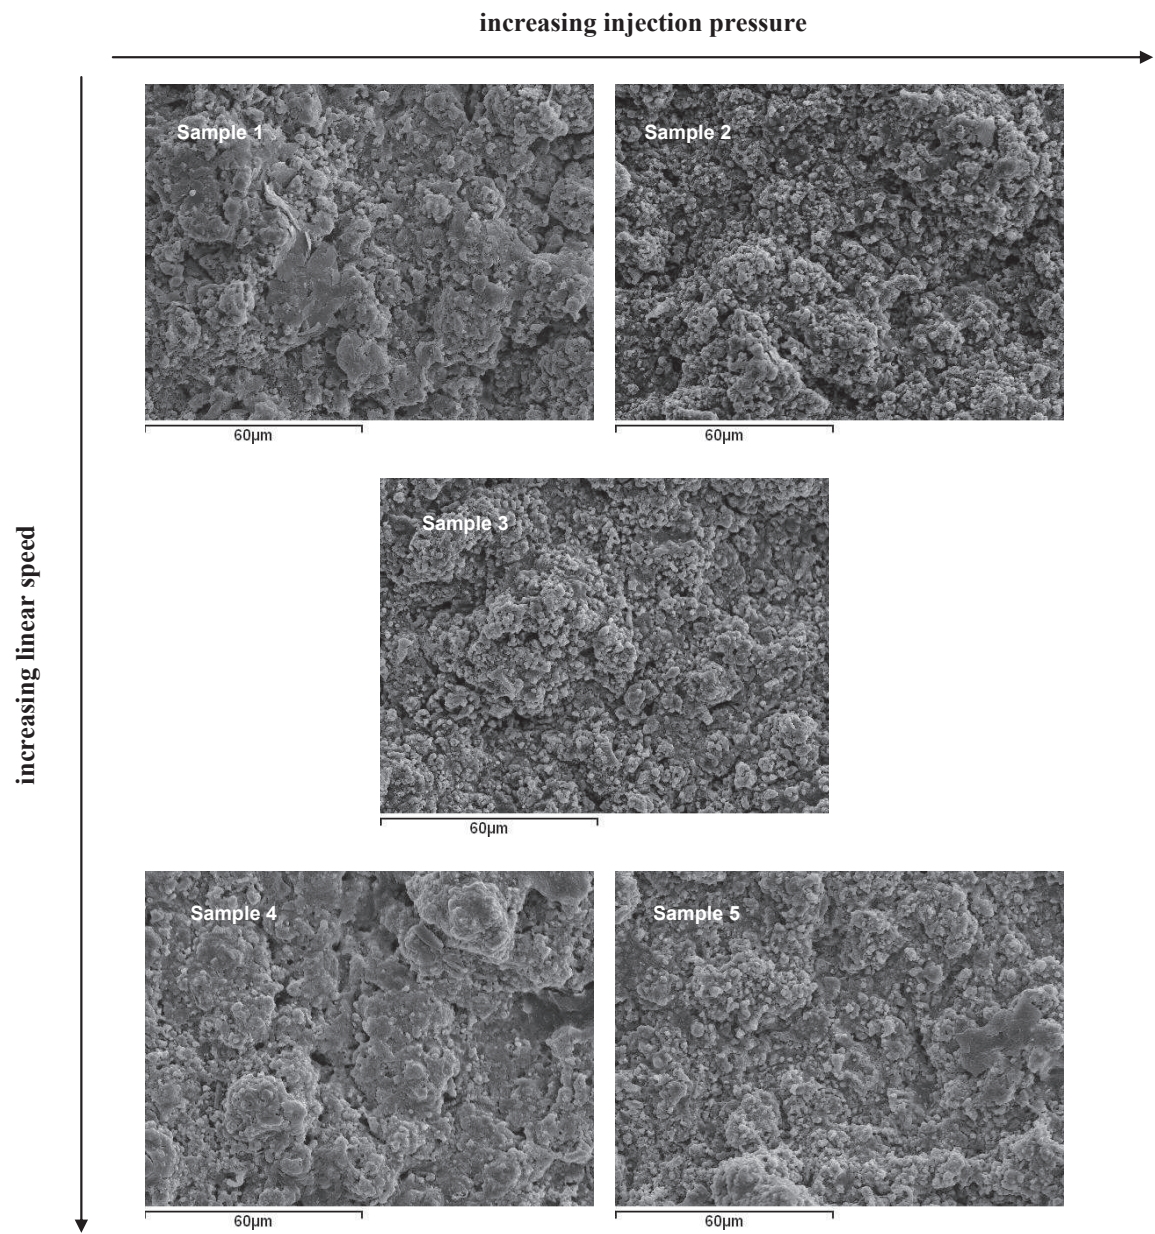 increasing injection pressure
increasing linear speed
Sample 1
Sample 2
60µm
60µm
Sample 3
60µm
Sample 4
Sample 5
60µm
60µm